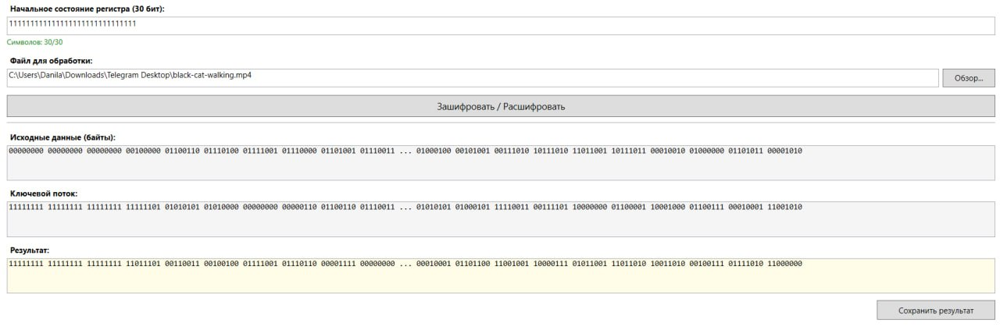 Начальное состояние регистра (30 бит):
111111111111111111111111111111
Символов: 30/30
Файл для обработки:
C:\Users\Danila\Downloads\Telegram Desktop\black-cat-walking.mp4
Обзор...
Зашифровать / Расшифровать
Исходные данные (байты):
00000000 00000000 00000000 00100000 01100110 01110100 01111001 01110000 01101001 01110011 ... 01000100 00101001 00111010 10111010 11011001 10111011 00010010 01000000 01101011 00001010
Ключевой поток:
11111111 11111111 11111111 11111101 01010101 01010000 00000000 00000110 01100110 01110011 ... 01010101 01000101 11110011 00111101 10000000 01100001 10001000 01100111 00010001 11001010
Результат:
11111111 11111111 11111111 11011101 00110011 00100100 01111001 01110110 00001111 00000000 ... 00010001 01101100 11001001 10000111 01011001 11011010 10011010 00100111 01111010 11000000
Сохранить результат